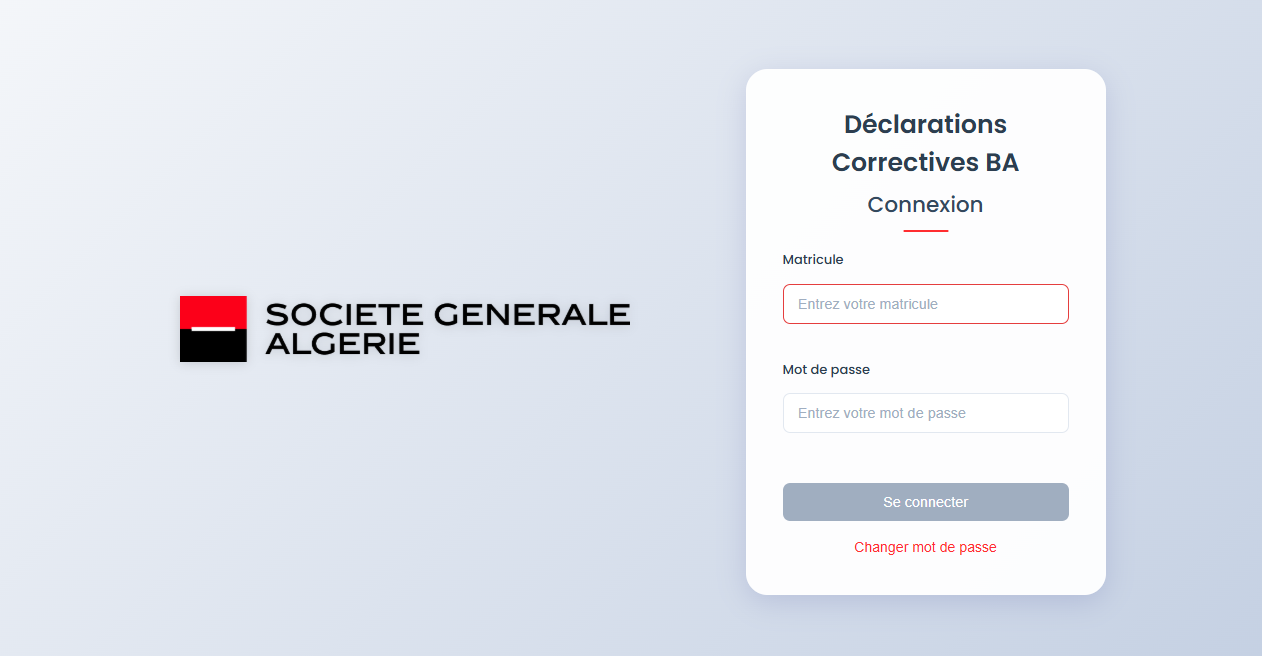 SOCIETE GENERALE
ALGERIE
Déclarations
Correctives BA
Connexion
Matricule
Entrez votre matricule
Mot de passe
Entrez votre mot de passe
Se connecter
Changer mot de passe